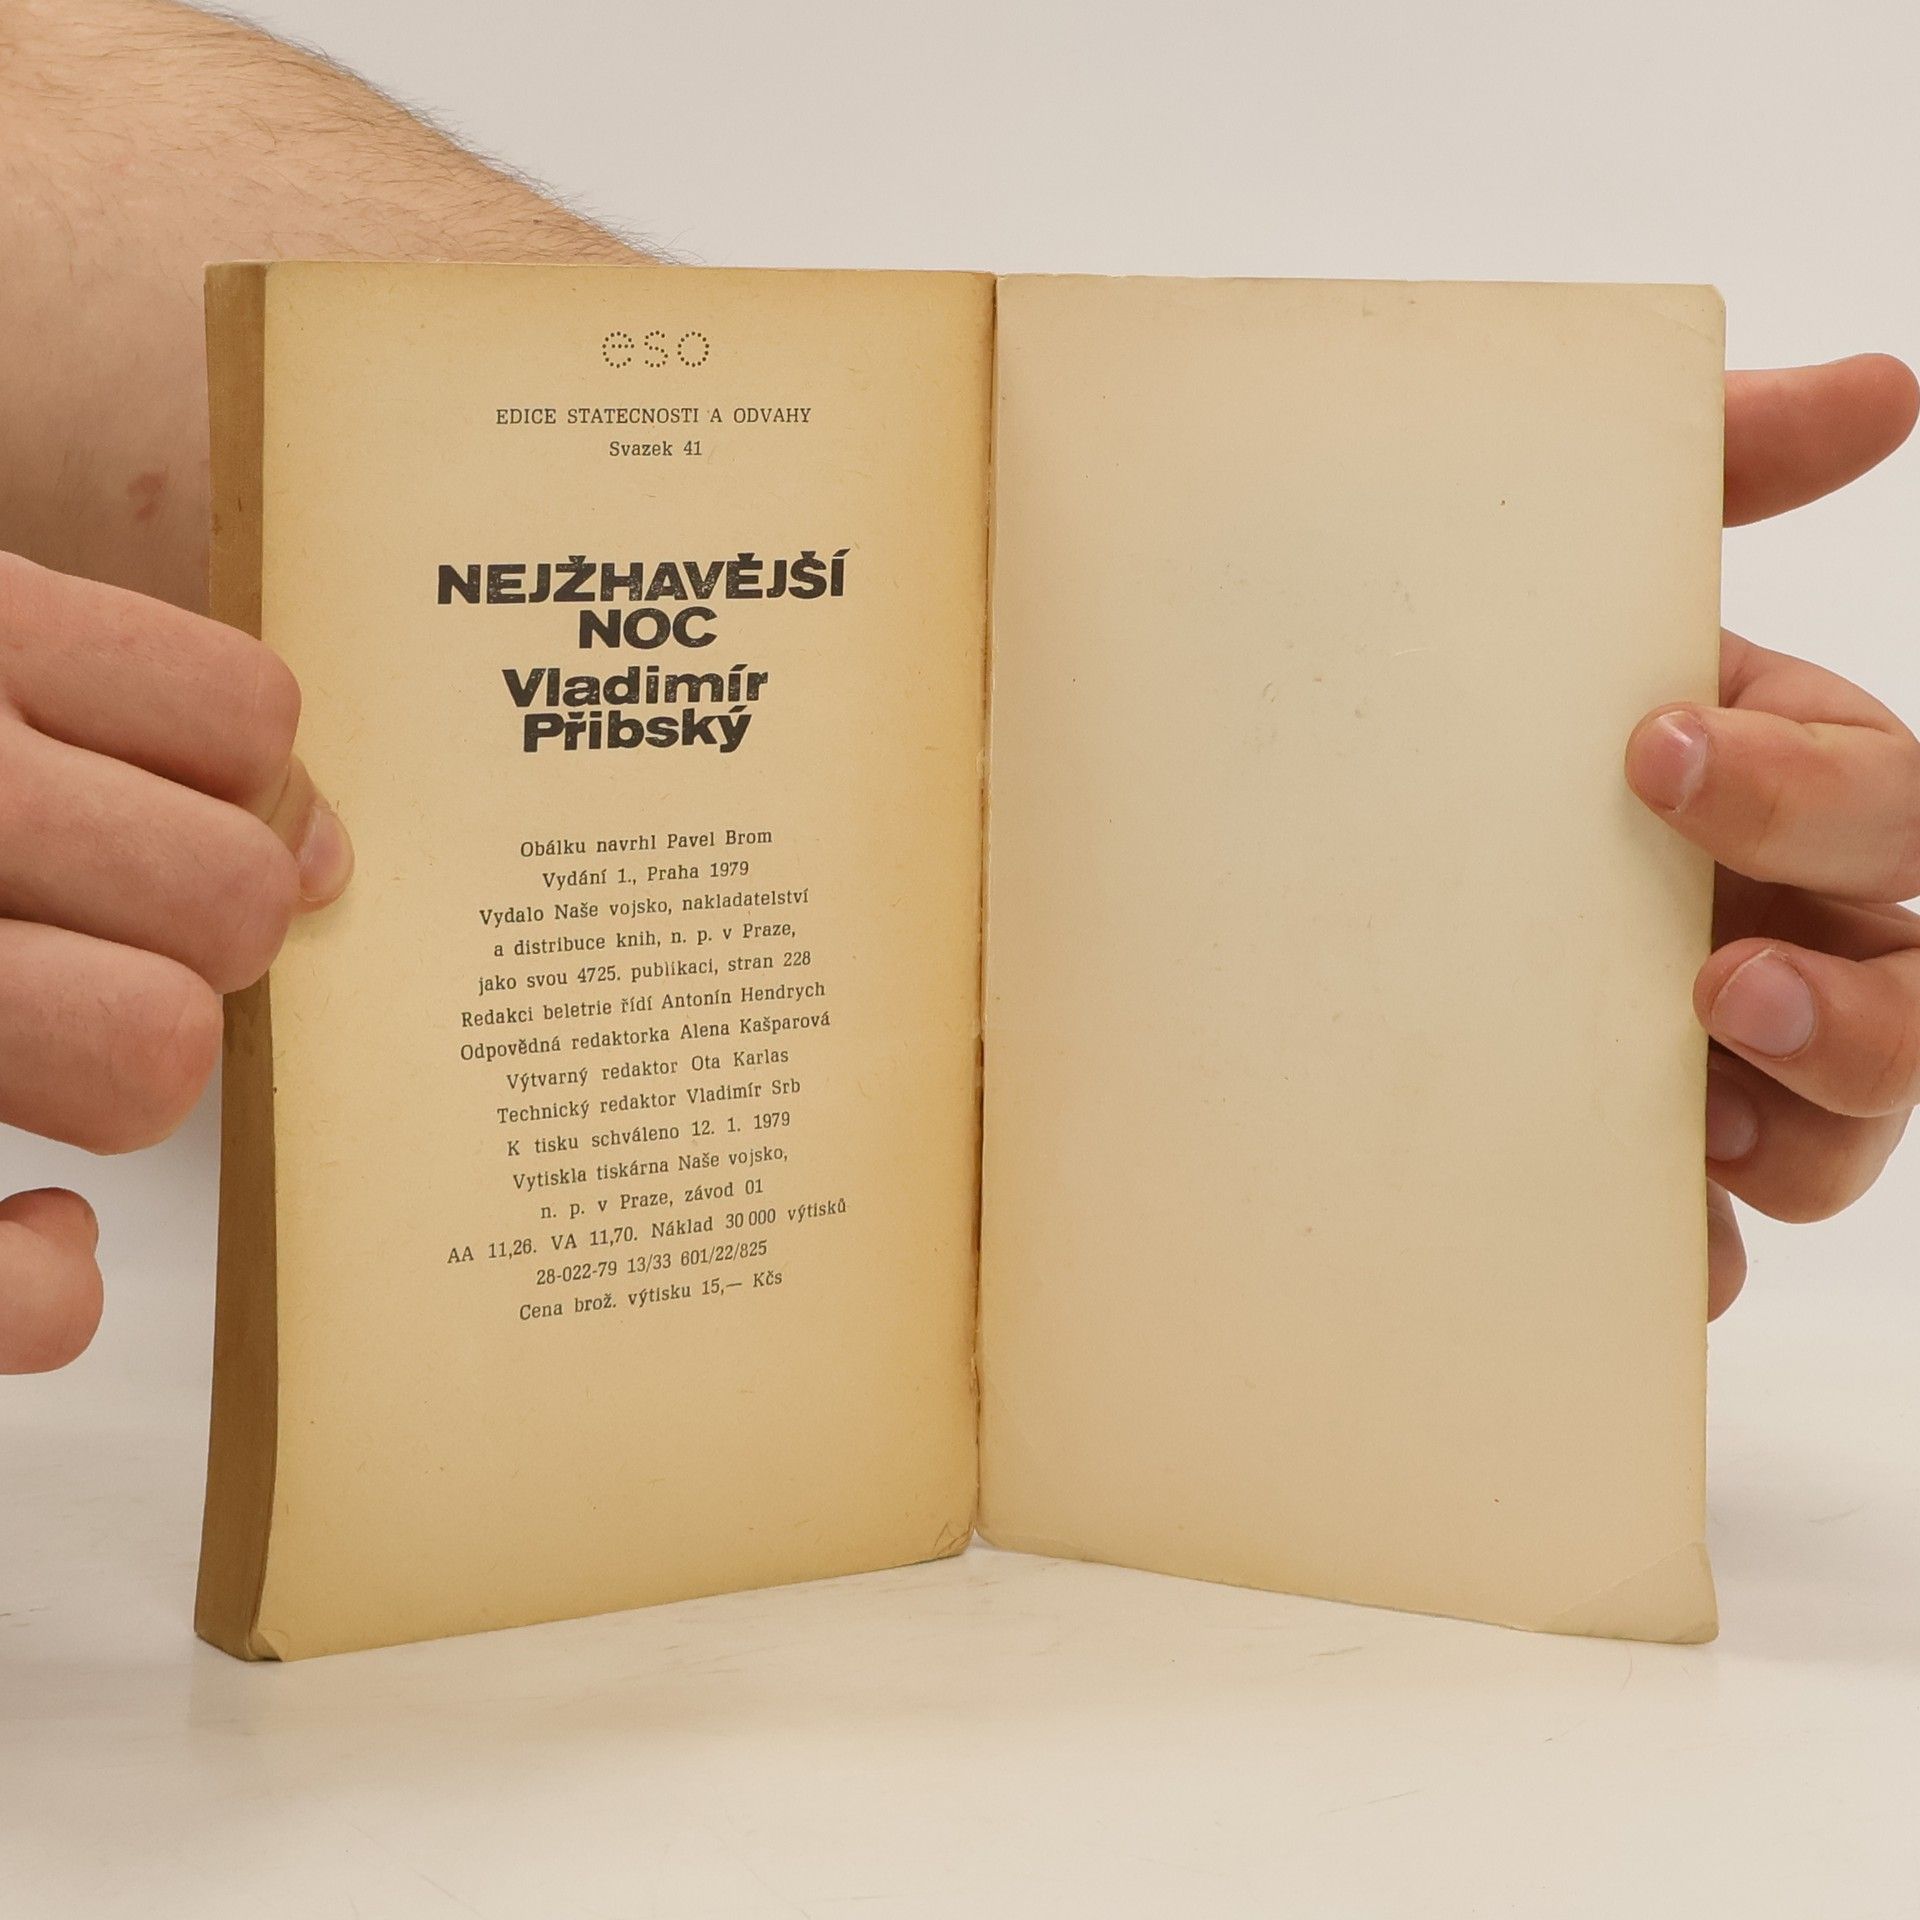 eso
EDICE STATECNOSTI A ODVAHY
Svazek 41
NEJŽHAVĚJŠÍ
NOC
Vladimír
Přibský
Obálku navrhl Pavel Brom
Vydání 1., Praha 1979
Vydalo Naše vojsko, nakladatelství
a distribuce knih, n. p. v Praze,
jako svou 4725. publikaci, stran 228
Redakci beletrie řídí Antonín Hendrych
Odpovědná redaktorka Alena Kašparová
Výtvarný redaktor Ota Karlas
Technický redaktor Vladimír Srb
K tisku schváleno 12. 1. 1979
Vytiskla tiskárna Naše vojsko,
n. p. v Praze, závod 01
AA 11,26. VA 11,70. Náklad 30 000 výtisků
28-022-79 13/33 601/22/825
Cena brož. výtisku 15,— Kčs